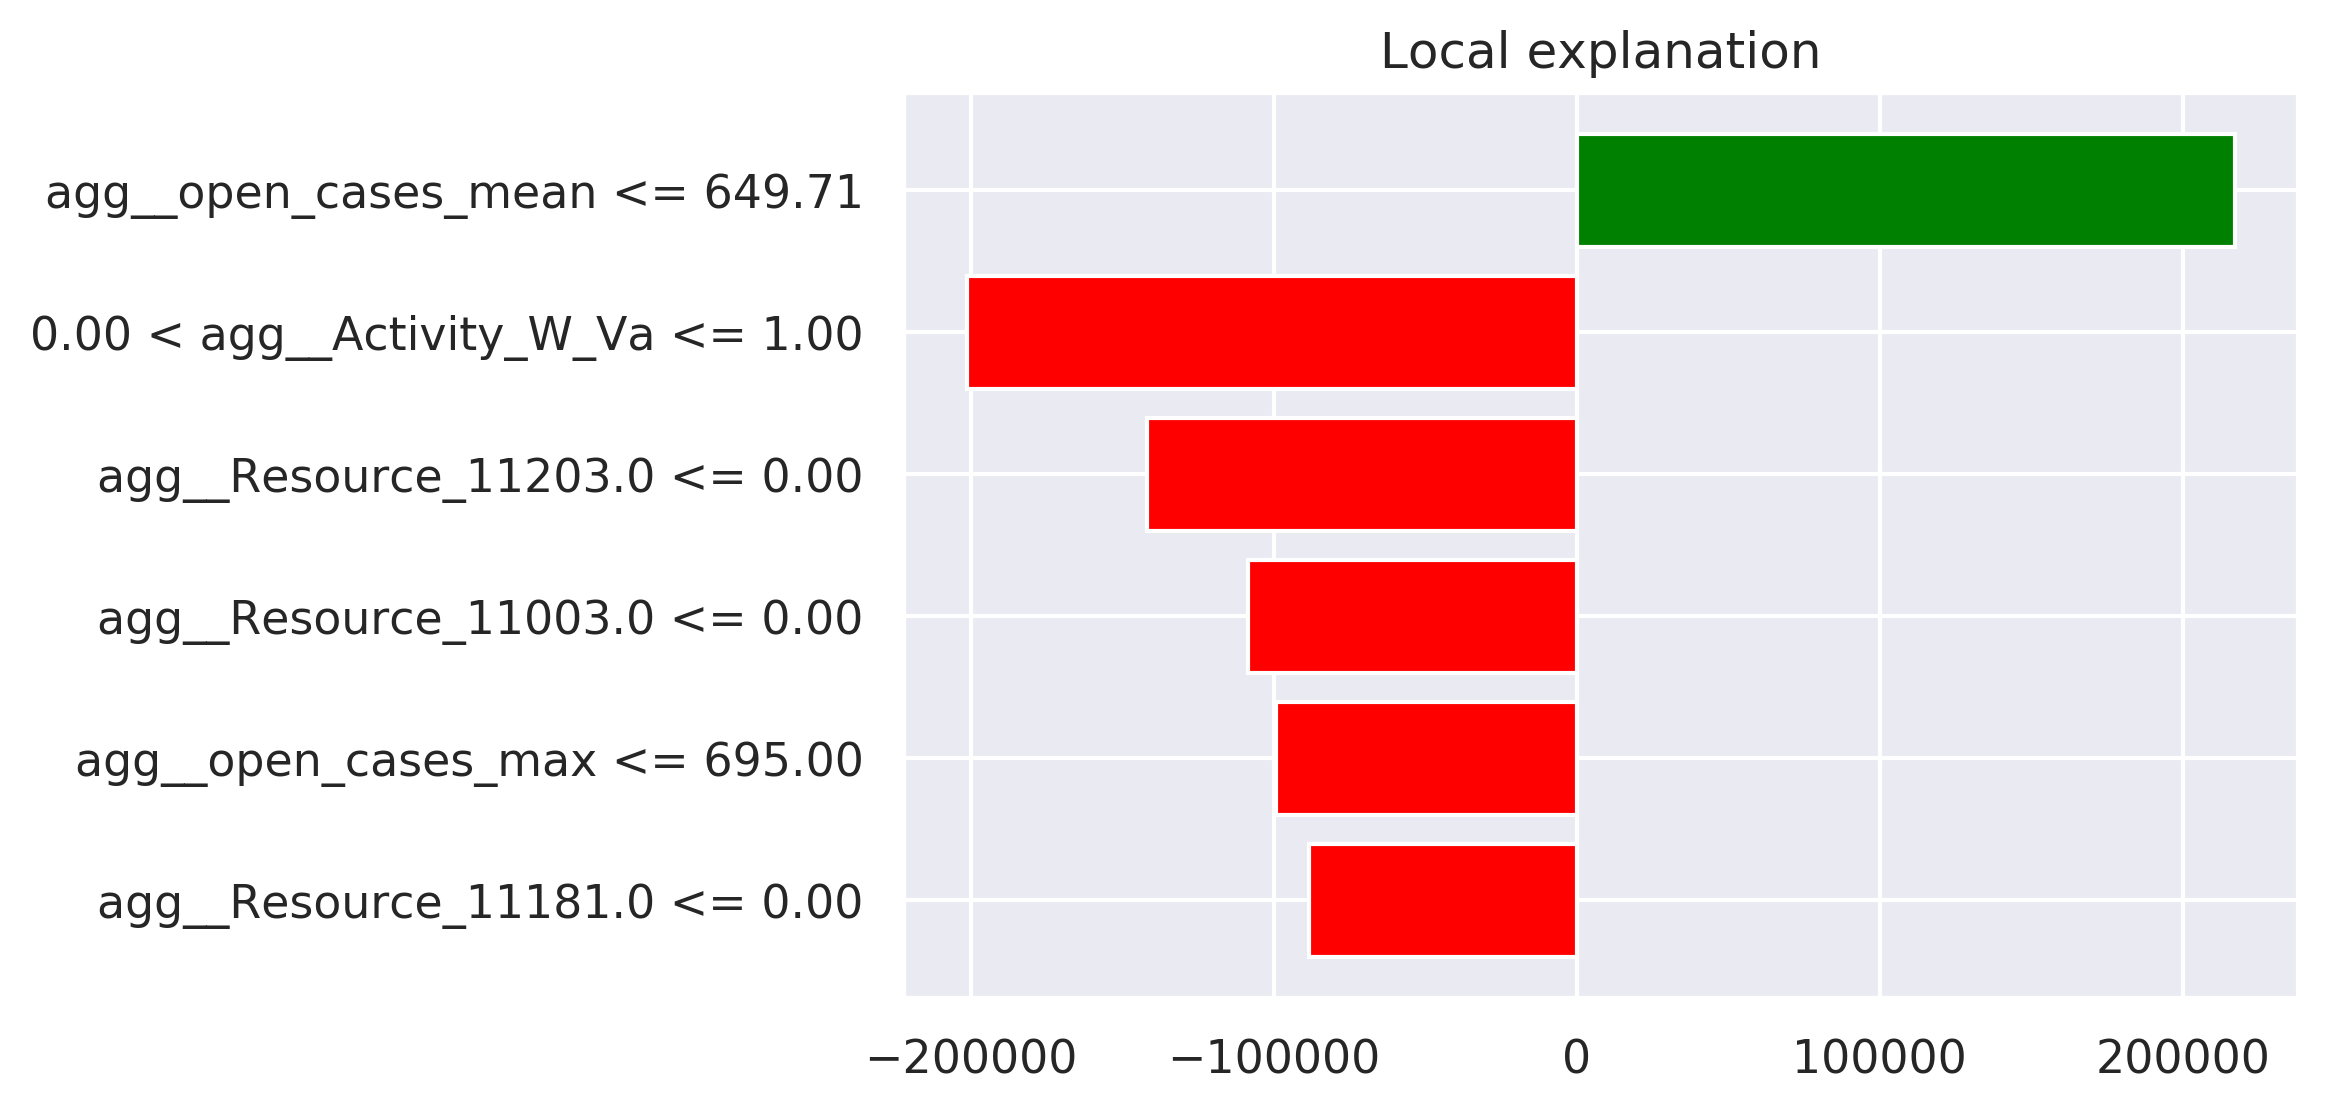 Local explanation
agg__open_cases_mean <= 649.71
0.00 < agg__Activity_W_Va <= 1.00
agg__Resource_11203.0 <= 0.00
agg__Resource_11003.0 <= 0.00
agg__open_cases_max <= 695.00
agg__Resource_11181.0 <= 0.00
−200000 −100000 0 100000 200000